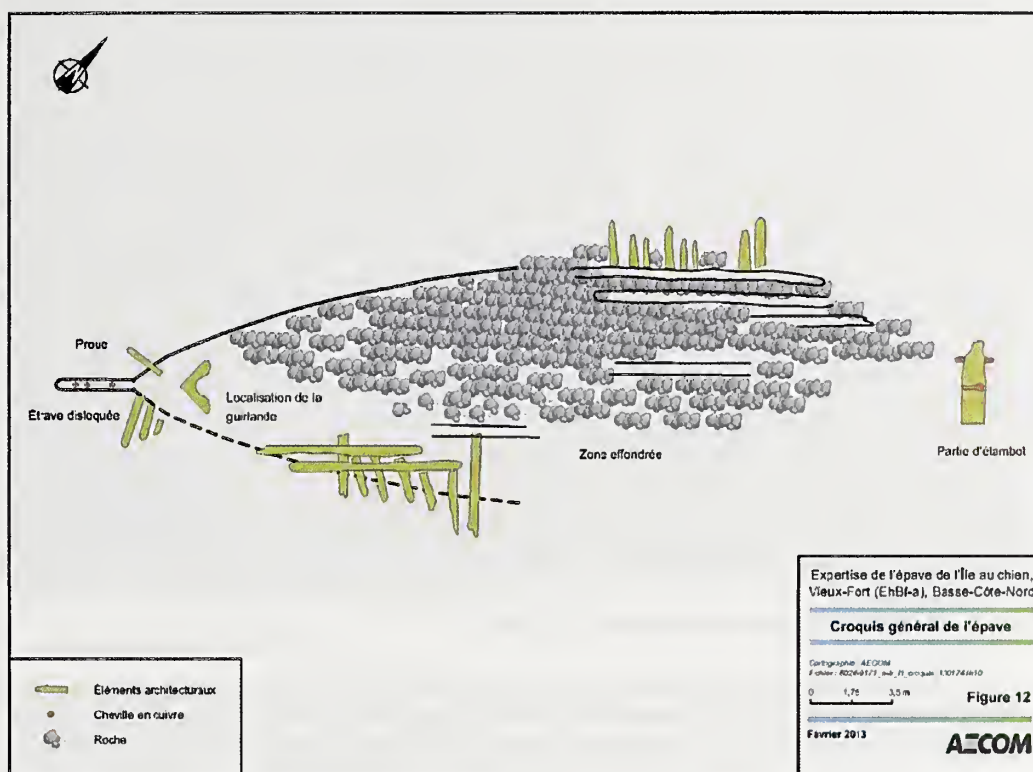 N
Proue
Étrave disloquée
Localisation de la
guirlande
Zone effondrée
Partie d'étambot
Éléments architecturaux
Cheville en cuivre
Roche
Expertise de l'épave de l'Île au chien,
Vieux-Fort (EhBf-a), Basse-Côte-Nord
Croquis général de l'épave
Cartographie : AECOM
0 1,75 3,5 m
Figure 12
Février 2013
AECOM